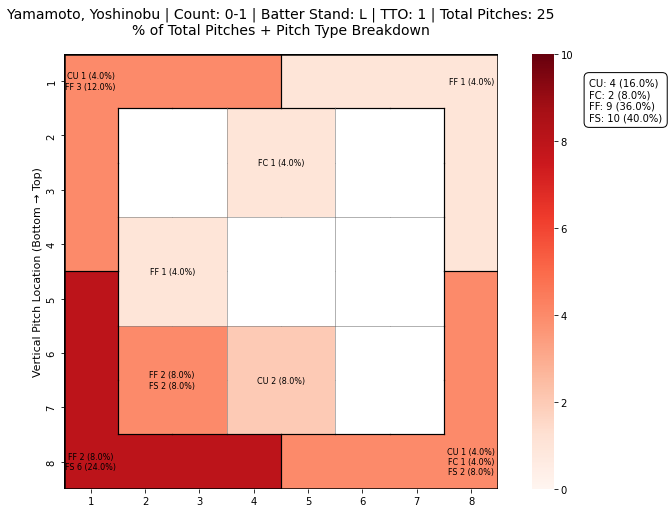 Yamamoto, Yoshinobu | Count: 0-1 | Batter Stand: L | TTO: 1 | Total Pitches: 25
% of Total Pitches + Pitch Type Breakdown
CU 1 (4.0%)
FF 3 (12.0%)
FF 1 (4.0%)
FC 1 (4.0%)
FF 1 (4.0%)
FF 2 (8.0%)
FS 2 (8.0%)
CU 2 (8.0%)
FF 2 (8.0%)
FS 6 (24.0%)
CU 1 (4.0%)
FC 1 (4.0%)
FS 2 (8.0%)
Vertical Pitch Location (Bottom → Top)
1
2
3
4
5
6
7
8
1 2 3 4 5 6 7 8
10
8
6
4
2
0
CU: 4 (16.0%)
FC: 2 (8.0%)
FF: 9 (36.0%)
FS: 10 (40.0%)